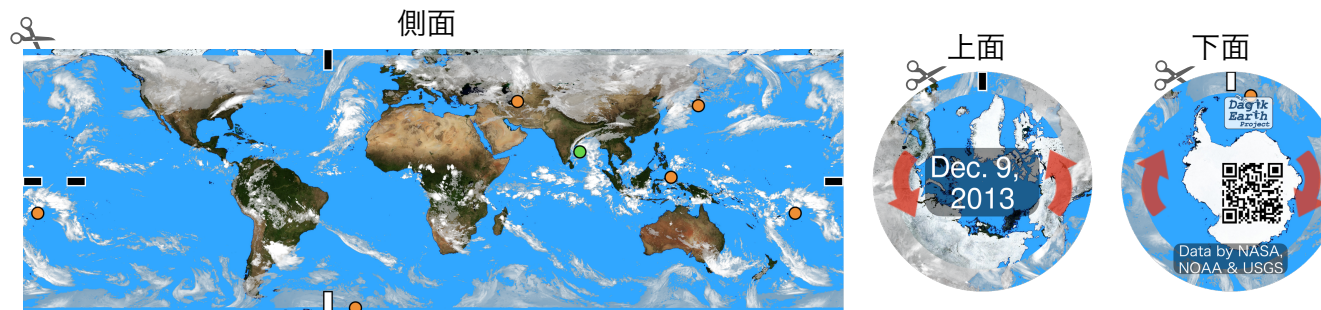 側面
上面
Dec. 9,
2013
下面
Dagik
Earth
Project
Data by NASA,
NOAA & USGS